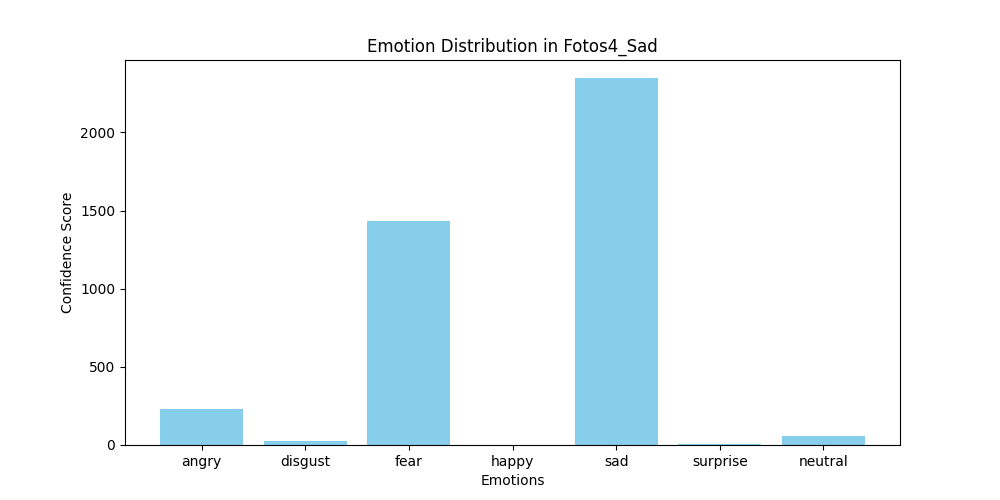 Emotion Distribution in Fotos4_Sad
Confidence Score
2000
1500
1000
500
0
angry disgust fear happy sad surprise neutral
Emotions